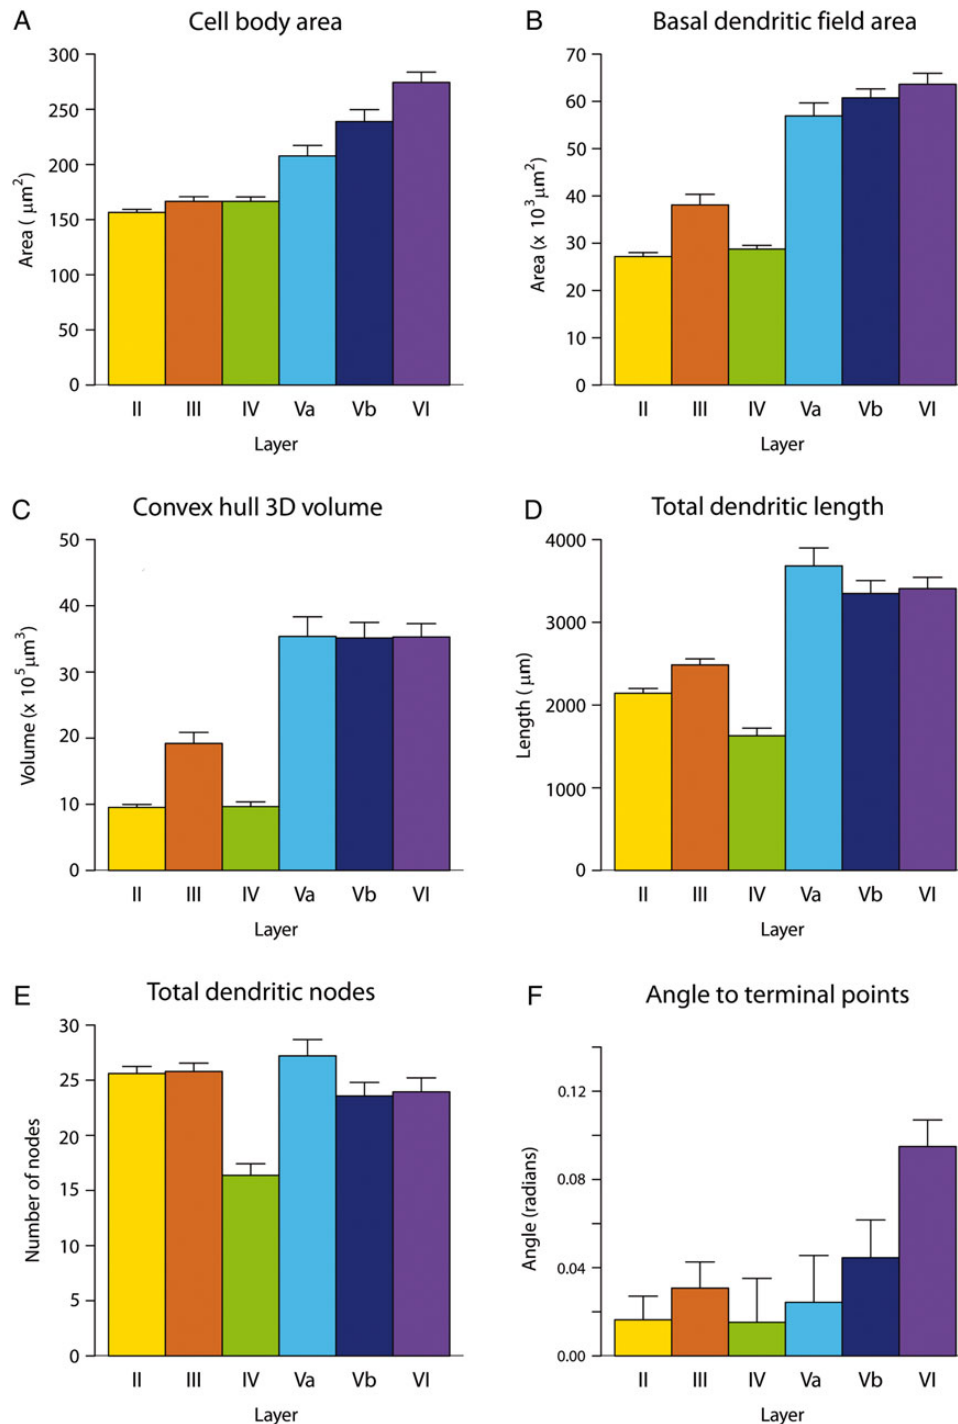 A Cell body area
300
250
200
150
100
50
0
Area ( μm2)
II III IV Va Vb VI
Layer
B Basal dendritic field area
70
60
50
40
30
20
10
0
Area (x 10 3 μm2)
II III IV Va Vb VI
Layer
C Convex hull 3D volume
50
40
30
20
10
0
Volume (x 10 5 μm3)
II III IV Va Vb VI
Layer
D Total dendritic length
4000
3000
2000
1000
0
Length ( μm)
II III IV Va Vb VI
Layer
E Total dendritic nodes
30
25
20
15
10
5
0
Number of nodes
II III IV Va Vb VI
Layer
F Angle to terminal points
0.12
0.08
0.04
0.00
Angle (radians)
II III IV Va Vb VI
Layer